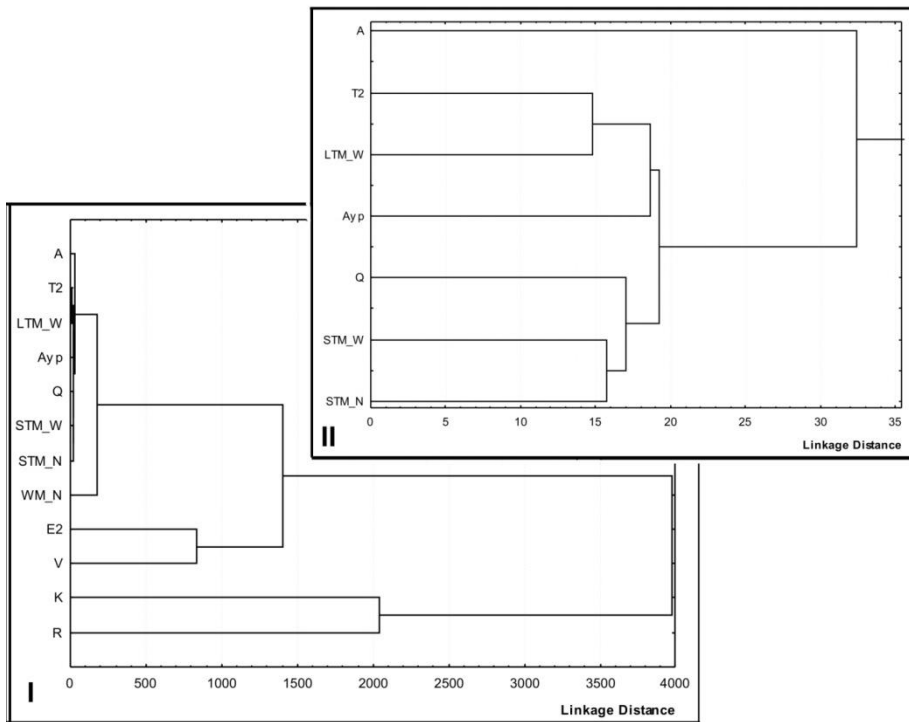 A
T2
LTM_W
Ay p
Q
STM_W
STM_N
0 5 10 15 20 25 30 35
II
Linkage Distance
A
T2
LTM_W
Ay p
Q
STM_W
STM_N
WM_N
E2
V
K
R
0 500 1000 1500 2000 2500 3000 3500 4000
I
Linkage Distance